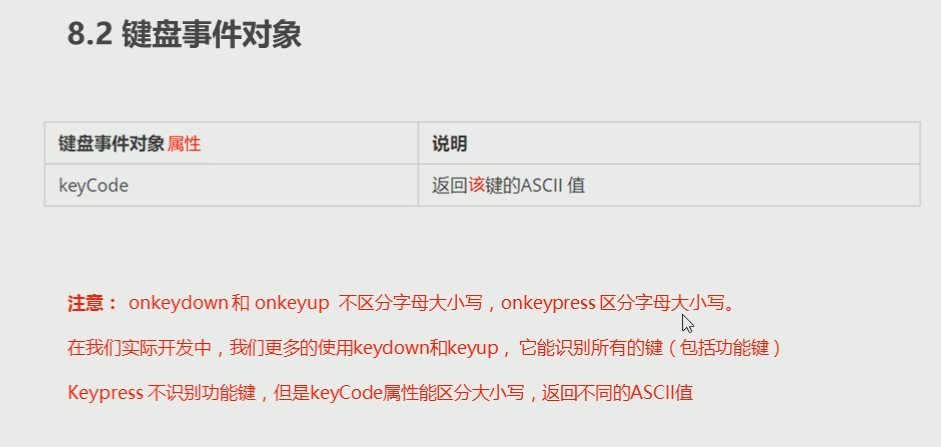 8.2 键盘事件对象
键盘事件对象 属性 说明
keyCode 返回该键的ASCII 值
注意： onkeydown 和 onkeyup 不区分字母大小写，onkeypress 区分字母大小写。
在我们实际开发中，我们更多的使用keydown和keyup， 它能识别所有的键（包括功能键）
Keypress 不识别功能键，但是keyCode属性能区分大小写，返回不同的ASCII值